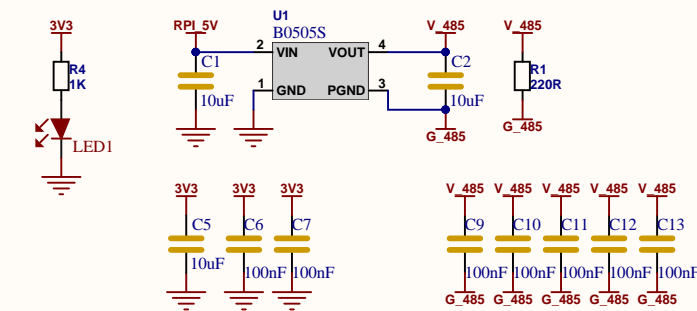 3V3
R4
1K
LED1
RPI_5V
C1
10uF
U1
B0505S
2
VIN
VOUT
4
1
GND
PGND
3
V_485
C2
10uF
G_485
V_485
R1
220R
G_485
3V3
3V3
3V3
C5
C6
C7
10uF
100nF
100nF
V_485
V_485
V_485
V_485
V_485
C9
C10
C11
C12
C13
100nF
100nF
100nF
100nF
100nF
G_485
G_485
G_485
G_485
G_485